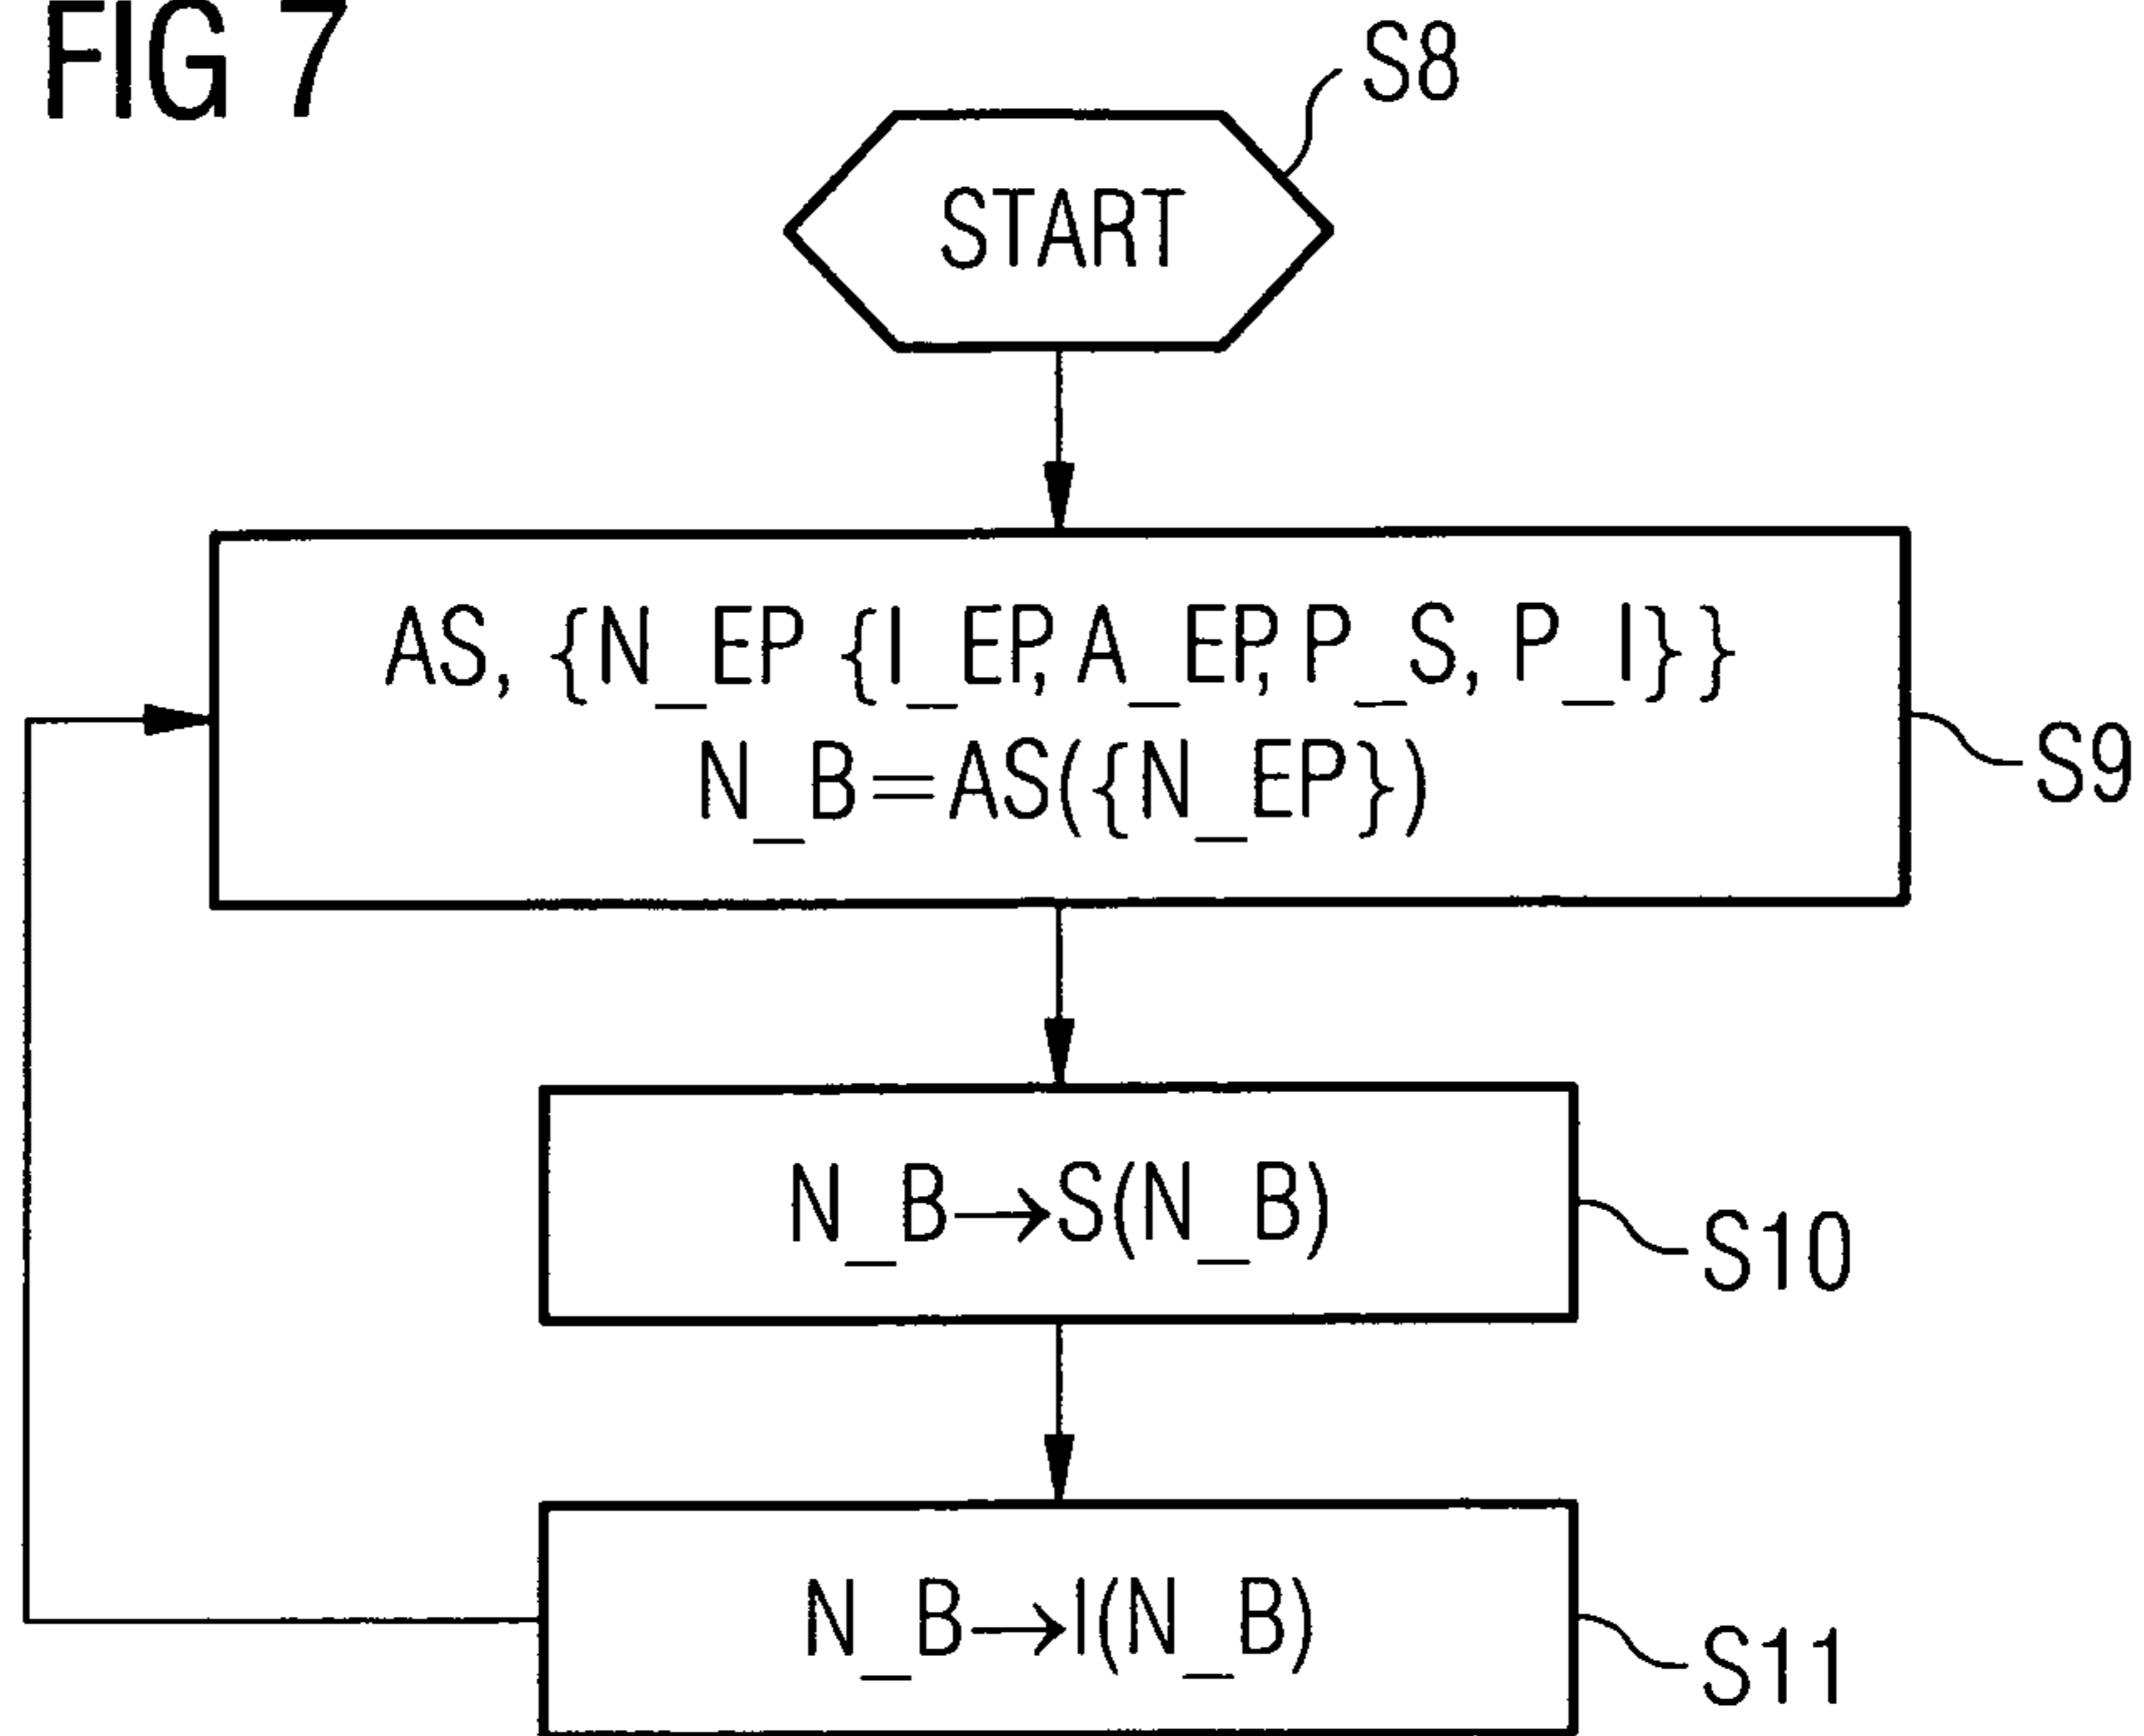 FIG 7
S8
START
AS, {N_EP {I_EP, A_EP, P_S, P_I} }
N_B=AS({N_EP})
S9
N_B→S(N_B)
S10
N_B→I(N_B)
S11